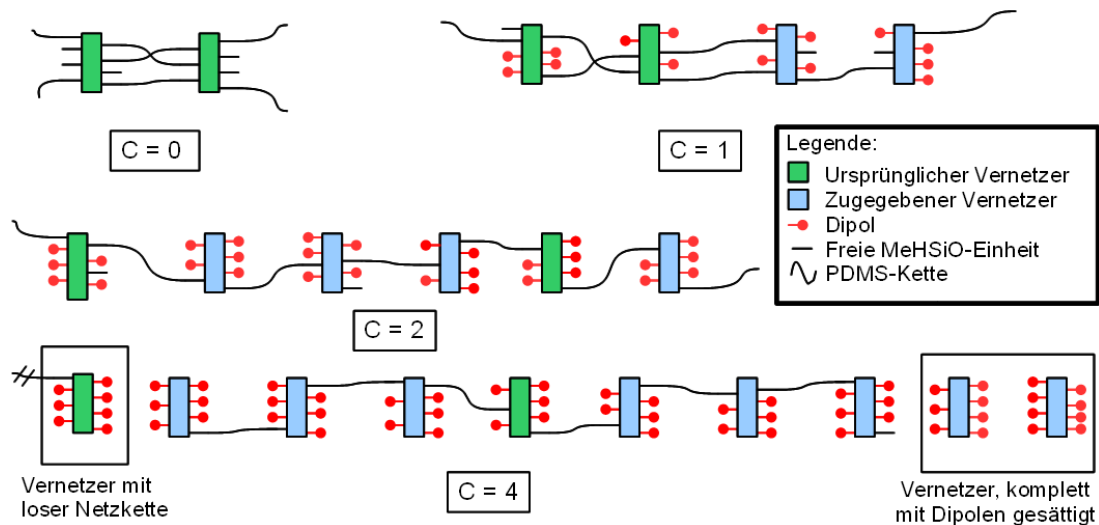 C = 0
C = 1
Legende:
Ursprünglicher Vernetzer
Zugegebener Vernetzer
Dipol
Freie MeHSiO-Einheit
PDMS-Kette
C = 2
Vernetzer mit
loser Netzkette
C = 4
Vernetzer, komplett
mit Dipolen gesättigt